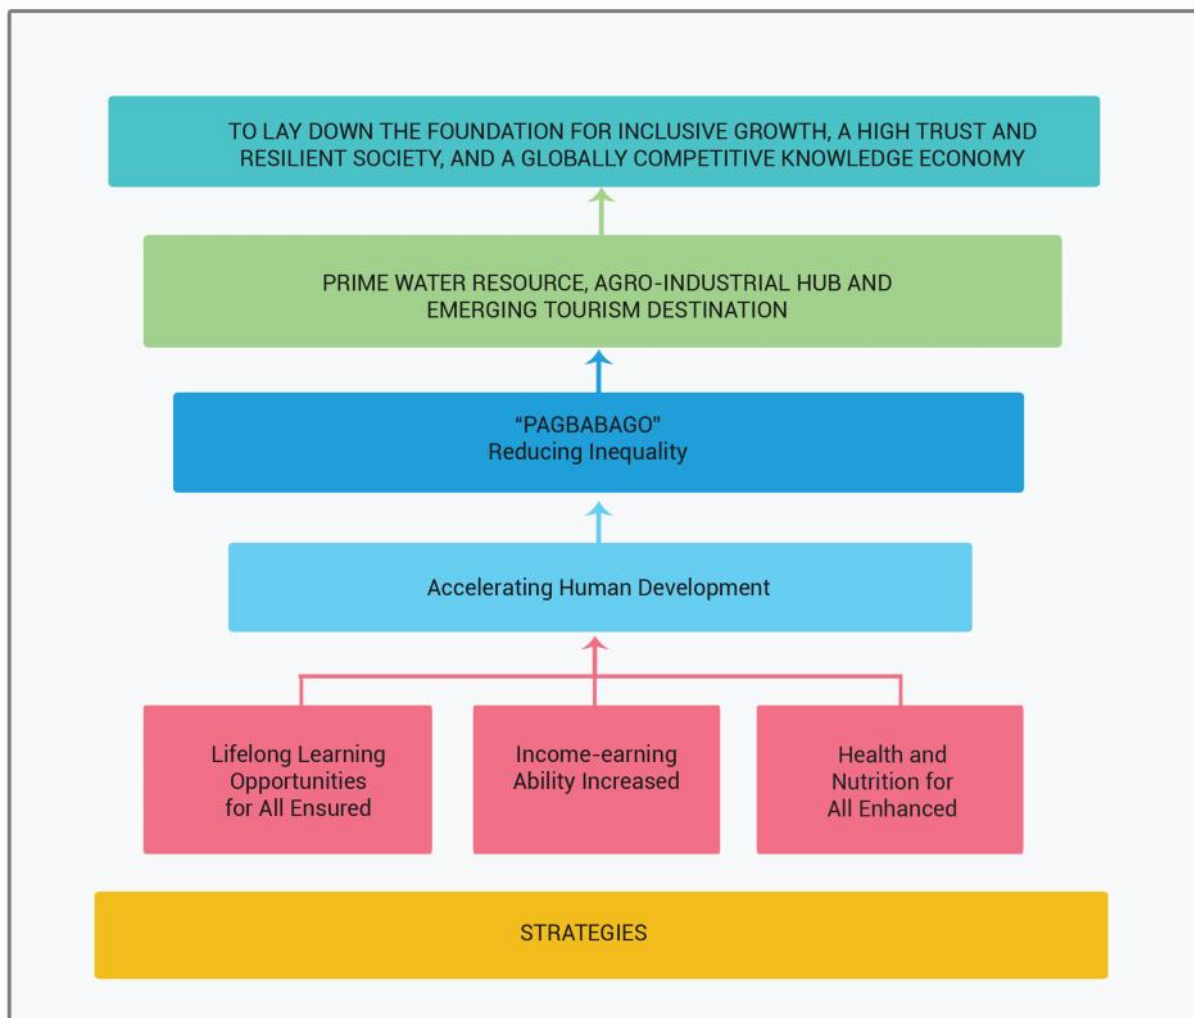 TO LAY DOWN THE FOUNDATION FOR INCLUSIVE GROWTH, A HIGH TRUST AND
RESILIENT SOCIETY, AND A GLOBALLY COMPETITIVE KNOWLEDGE ECONOMY
PRIME WATER RESOURCE, AGRO-INDUSTRIAL HUB AND
EMERGING TOURISM DESTINATION
“PAGBABAGO”
Reducing Inequality
Accelerating Human Development
Lifelong Learning
Opportunities
for All Ensured
Income-earning
Ability Increased
Health and
Nutrition for
All Enhanced
STRATEGIES